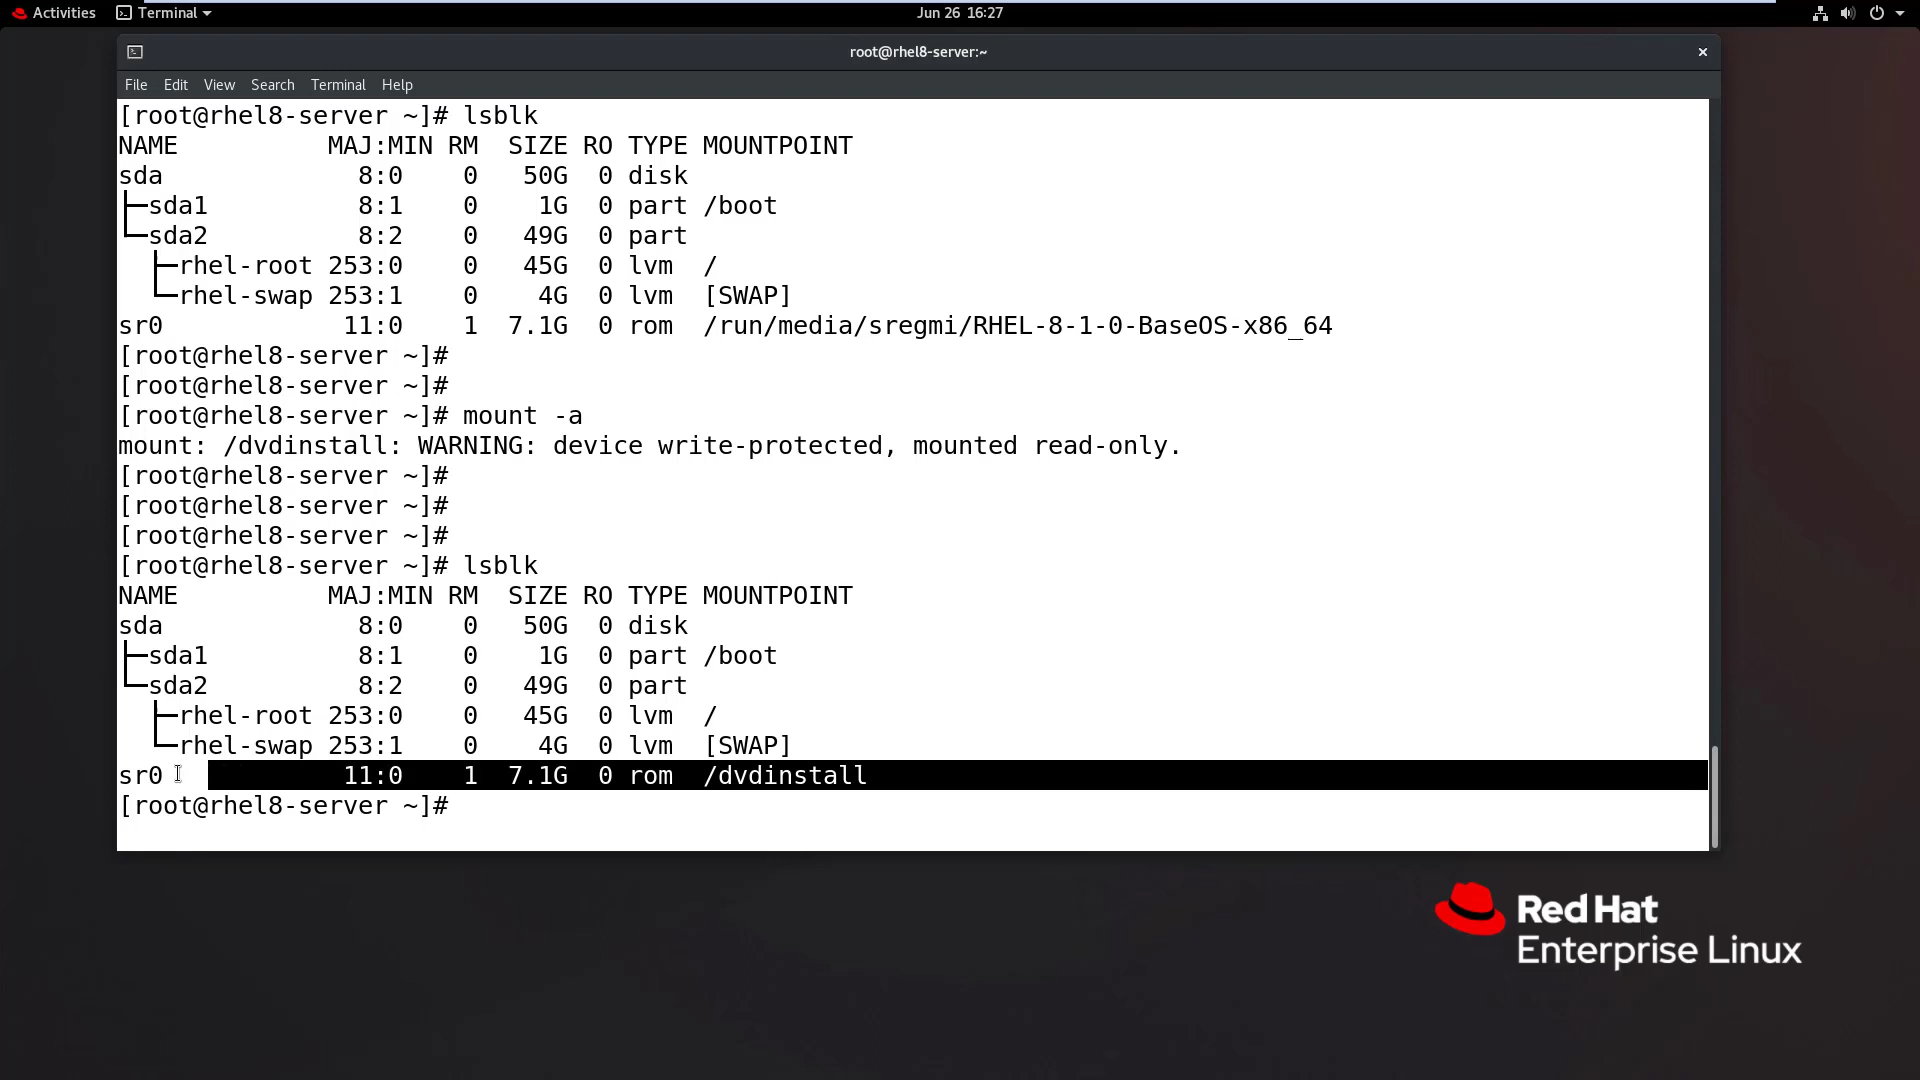 Activities Terminal Jun 26 16:27
root@rhel8-server:~
File Edit View Search Terminal Help
[root@rhel8-server ~]# lsblk
NAME MAJ:MIN RM SIZE RO TYPE MOUNTPOINT
sda 8:0 0 50G 0 disk
├─sda1 8:1 0 1G 0 part /boot
└─sda2 8:2 0 49G 0 part
├─rhel-root 253:0 0 45G 0 lvm /
└─rhel-swap 253:1 0 4G 0 lvm [SWAP]
sr0 11:0 1 7.1G 0 rom /run/media/sregmi/RHEL-8-1-0-BaseOS-x86_64
[root@rhel8-server ~]#
[root@rhel8-server ~]#
[root@rhel8-server ~]# mount -a
mount: /dvdinstall: WARNING: device write-protected, mounted read-only.
[root@rhel8-server ~]#
[root@rhel8-server ~]#
[root@rhel8-server ~]#
[root@rhel8-server ~]# lsblk
NAME MAJ:MIN RM SIZE RO TYPE MOUNTPOINT
sda 8:0 0 50G 0 disk
├─sda1 8:1 0 1G 0 part /boot
└─sda2 8:2 0 49G 0 part
├─rhel-root 253:0 0 45G 0 lvm /
└─rhel-swap 253:1 0 4G 0 lvm [SWAP]
sr0 11:0 1 7.1G 0 rom /dvdinstall
[root@rhel8-server ~]#
Red Hat
Enterprise Linux